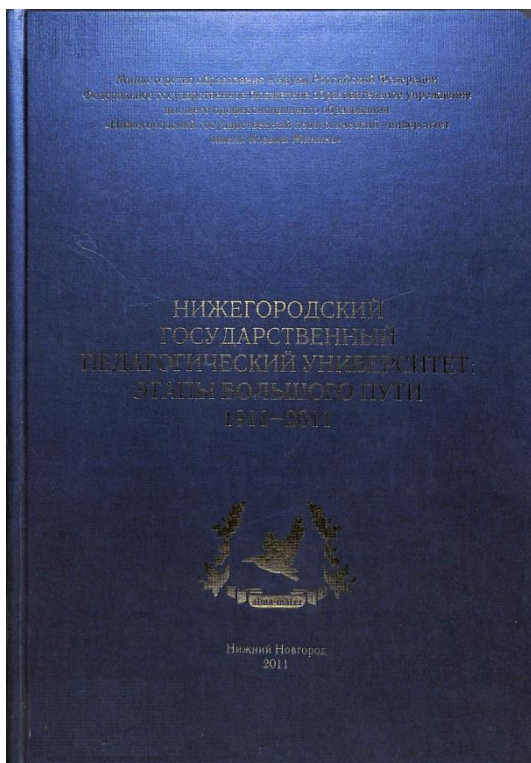 Министерство образования и науки Российской Федерации
Федеральное государственное бюджетное образовательное учреждение
высшего профессионального образования
«Нижегородский государственный педагогический университет
имени Козьмы Минина»
НИЖЕГОРОДСКИЙ
ГОСУДАРСТВЕННЫЙ
ПЕДАГОГИЧЕСКИЙ УНИВЕРСИТЕТ:
ЭТАПЫ БОЛЬШОГО ПУТИ
1911–2011
alma-mater
Нижний Новгород
2011